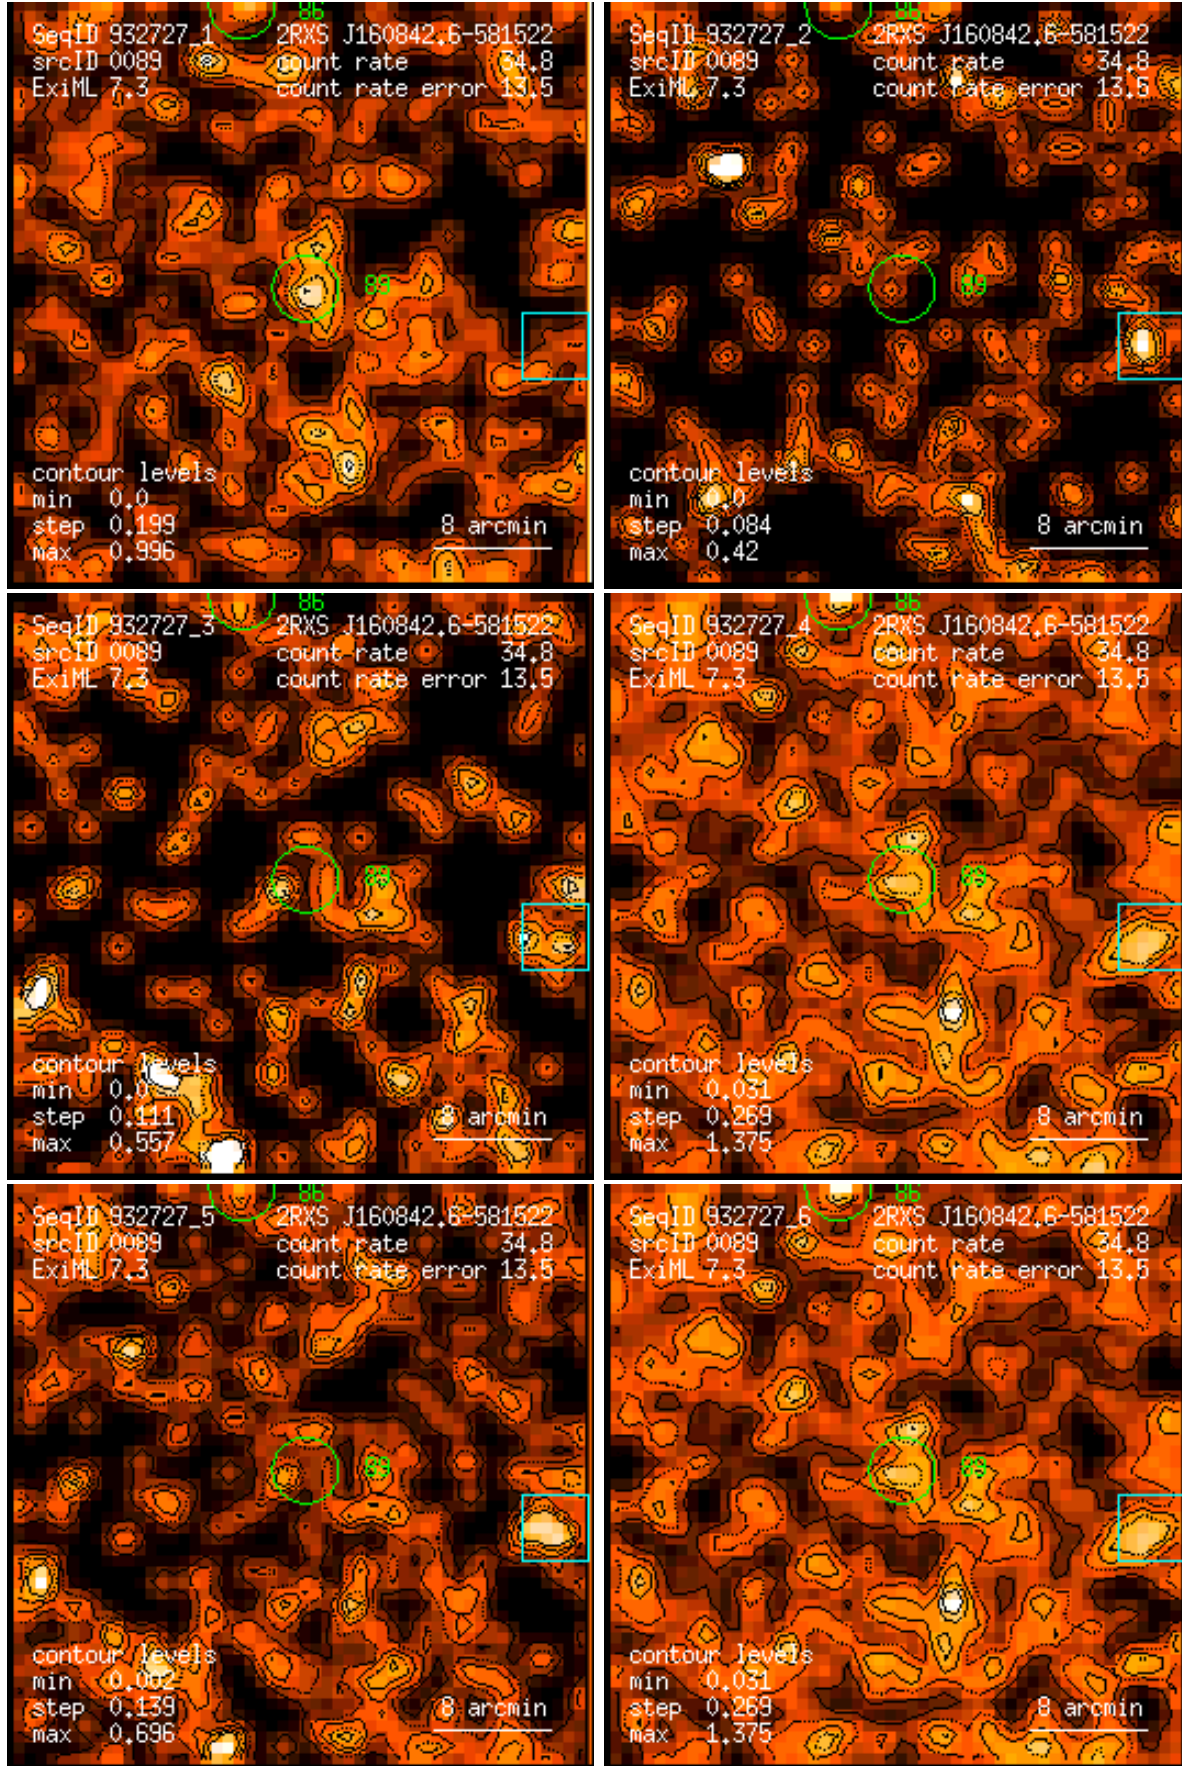 86
SeqID 932727_1 2RXS J160842.6-581522
srcID 0089 count rate 34.8
ExiML 7.3 count rate error 13.5
89
contour levels
min 0.0
step 0.199
max 0.996
8 arcmin
86
SeqID 932727_2 2RXS J160842.6-581522
srcID 0089 count rate 34.8
ExiML 7.3 count rate error 13.5
89
contour levels
min 0.0
step 0.084
max 0.42
8 arcmin
86
SeqID 932727_3 2RXS J160842.6-581522
srcID 0089 count rate 34.8
ExiML 7.3 count rate error 13.5
89
contour levels
min 0.0
step 0.111
max 0.557
8 arcmin
86
SeqID 932727_4 2RXS J160842.6-581522
srcID 0089 count rate 34.8
ExiML 7.3 count rate error 13.5
89
contour levels
min 0.031
step 0.269
max 1.375
8 arcmin
86
SeqID 932727_5 2RXS J160842.6-581522
srcID 0089 count rate 34.8
ExiML 7.3 count rate error 13.5
89
contour levels
min 0.002
step 0.139
max 0.696
8 arcmin
86
SeqID 932727_6 2RXS J160842.6-581522
srcID 0089 count rate 34.8
ExiML 7.3 count rate error 13.5
89
contour levels
min 0.031
step 0.269
max 1.375
8 arcmin